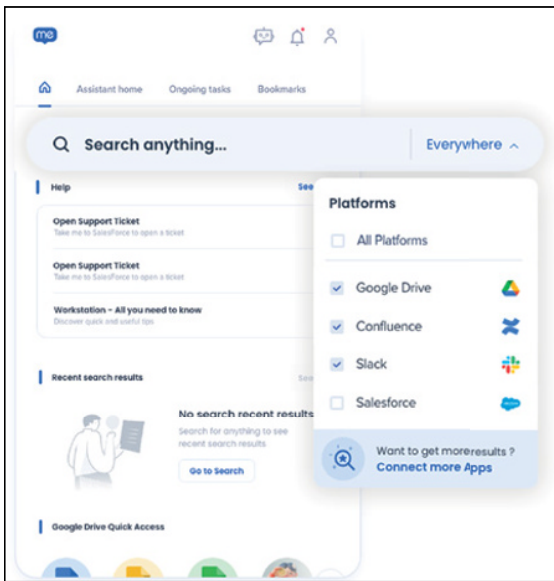 me
Assistant home Ongoing tasks Bookmarks
Search anything... Everywhere
Help See
Open Support Ticket
Take me to SalesForce to open a ticket
Open Support Ticket
Take me to SalesForce to open a ticket
Workstation - All you need to know
Discover quick and useful tips
Platforms
All Platforms
Google Drive
Confluence
Slack
Salesforce
Want to get more results ?
Connect more Apps
Recent search results See
No search recent results
Search for anything to see
recent search results
Go to Search
Google Drive Quick Access